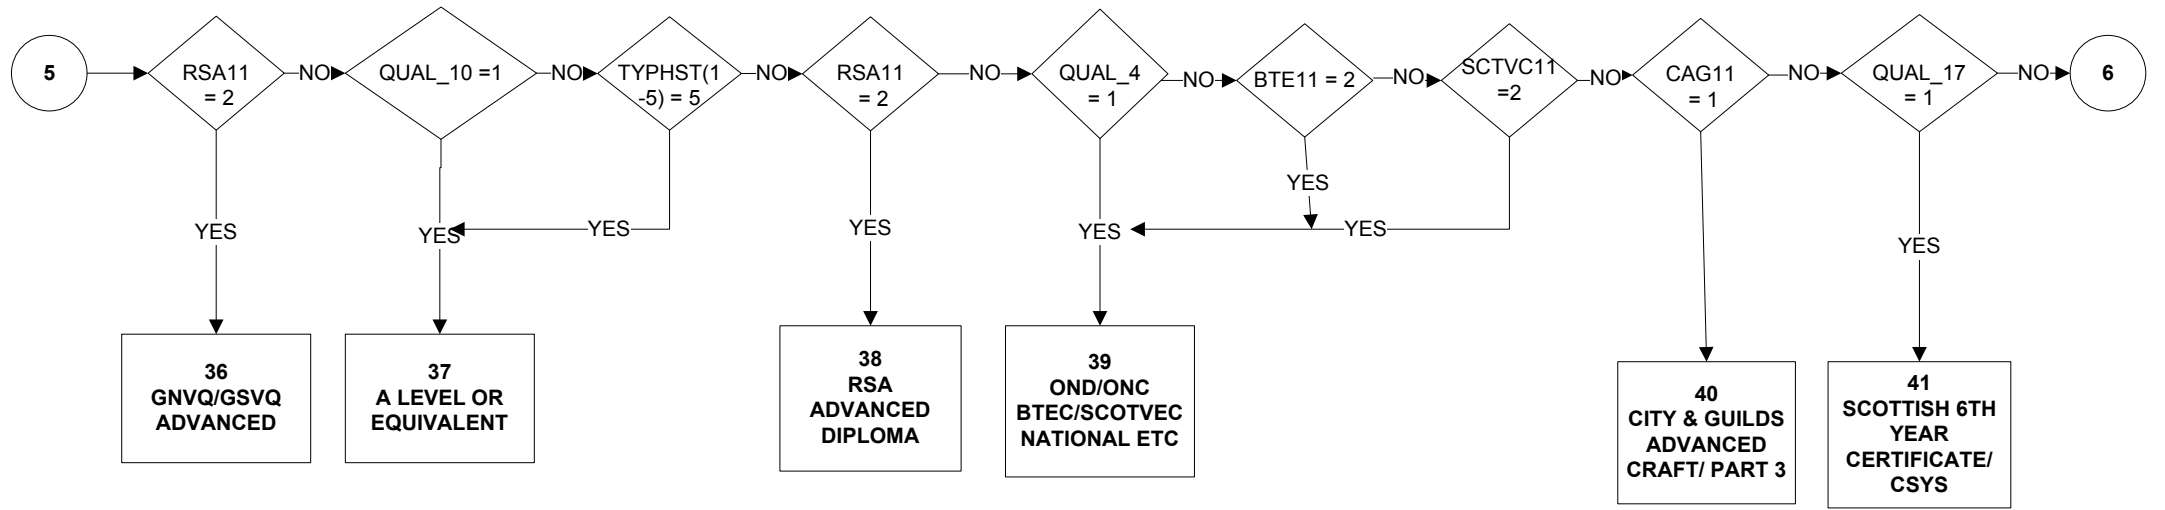 5
RSA11
= 2
NO
QUAL_10 =1
NO
TYPHST(1
-5) = 5
NO
RSA11
= 2
NO
QUAL_4
= 1
NO
BTE11 = 2
NO
SCTVC11
=2
NO
CAG11
= 1
NO
QUAL_17
= 1
NO
6
YES
YES
YES
YES
YES
YES
YES
YES
36
GNVQ/GSVQ
ADVANCED
37
A LEVEL OR
EQUIVALENT
38
RSA
ADVANCED
DIPLOMA
39
OND/ONC
BTEC/SCOTVEC
NATIONAL ETC
40
CITY & GUILDS
ADVANCED
CRAFT/ PART 3
41
SCOTTISH 6TH
YEAR
CERTIFICATE/
CSYS